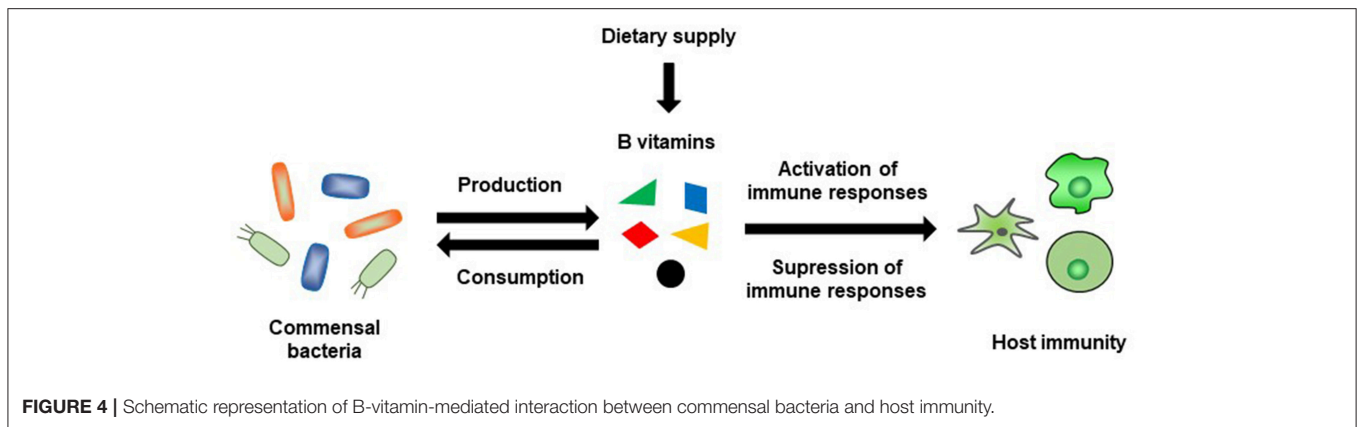 Dietary supply
B vitamins
Production
Consumption
Commensal
bacteria
Activation of
immune responses
Supression of
immune responses
Host immunity
FIGURE 4 | Schematic representation of B-vitamin-mediated interaction between commensal bacteria and host immunity.